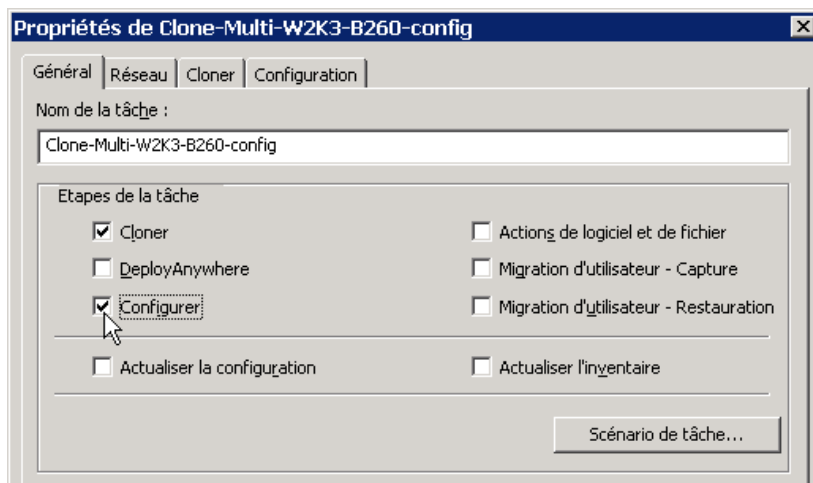 Propriétés de Clone-Multi-W2K3-B260-config
Général Réseau Cloner Configuration
Nom de la tâche :
Clone-Multi-W2K3-B260-config
Etapes de la tâche
Cloner Actions de logiciel et de fichier
DeployAnywhere Migration d'utilisateur - Capture
Configurer Migration d'utilisateur - Restauration
Actualiser la configuration Actualiser l'inventaire
Scénario de tâche...